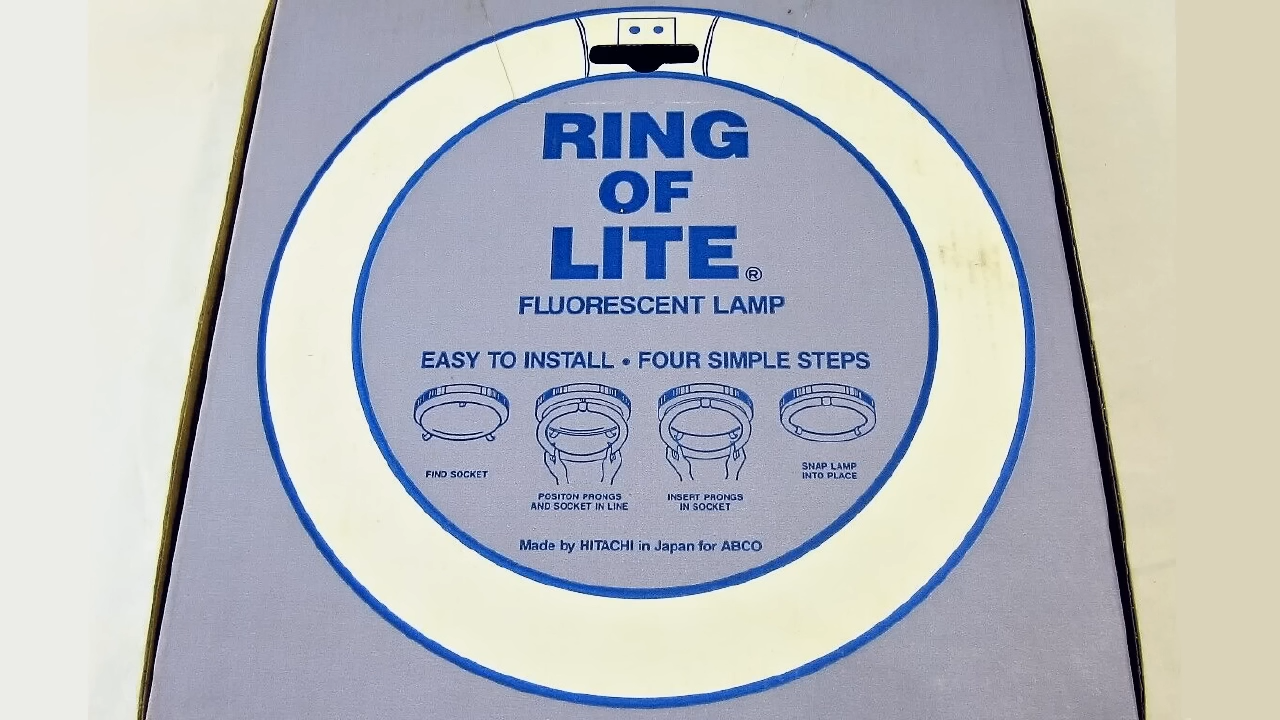 RING
OF
LITE®
FLUORESCENT LAMP
EASY TO INSTALL • FOUR SIMPLE STEPS
FIND SOCKET
POSITON PRONGS
AND SOCKET IN LINE
INSERT PRONGS
IN SOCKET
SNAP LAMP
INTO PLACE
Made by HITACHI in Japan for ABCO